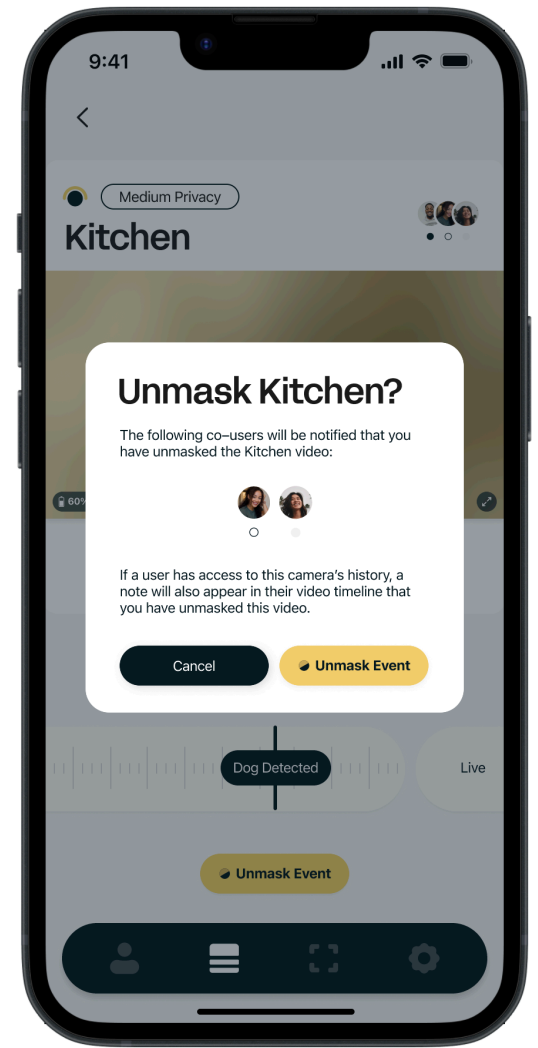 9:41
Medium Privacy
Kitchen
Unmask Kitchen?
The following co–users will be notified that you
have unmasked the Kitchen video:
60%
If a user has access to this camera’s history, a
note will also appear in their video timeline that
you have unmasked this video.
Cancel
Unmask Event
Dog Detected
Live
Unmask Event